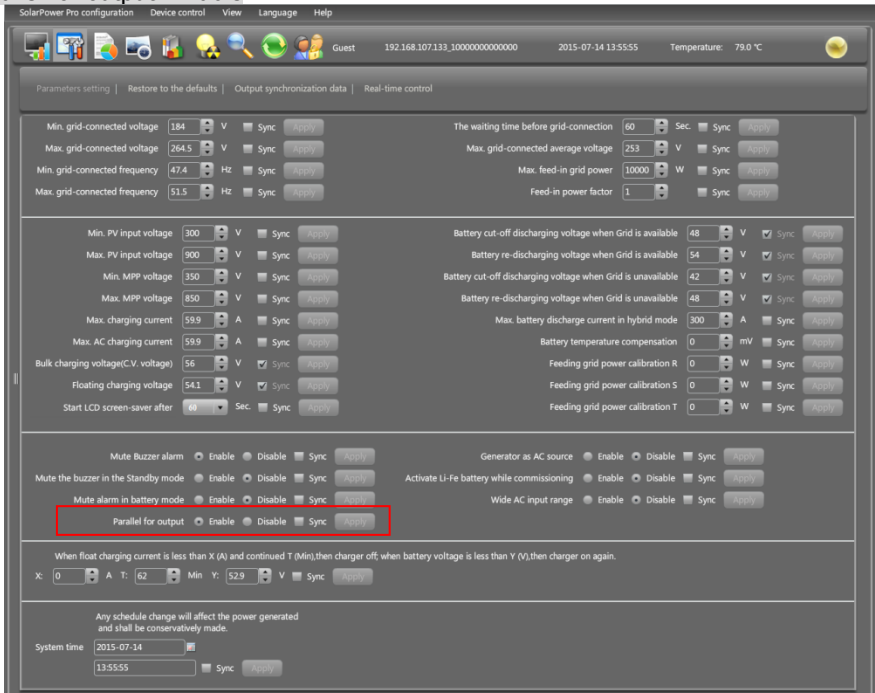 SolarPower Pro configuration Device control View Language Help
Guest 192.168.107.133_10000000000000 2015-07-14 13:55:55 Temperature: 79.0 ℃
Parameters setting | Restore to the defaults | Output synchronization data | Real-time control
Min. grid-connected voltage 184 V Sync Apply
The waiting time before grid-connection 60 Sec. Sync Apply
Max. grid-connected voltage 264.5 V Sync Apply
Max. grid-connected average voltage 253 V Sync Apply
Min. grid-connected frequency 47.4 Hz Sync Apply
Max. feed-in grid power 10000 W Sync Apply
Max. grid-connected frequency 51.5 Hz Sync Apply
Feed-in power factor 1 Sync Apply
Min. PV input voltage 300 V Sync Apply
Battery cut-off discharging voltage when Grid is available 48 V Sync Apply
Max. PV input voltage 900 V Sync Apply
Battery re-discharging voltage when Grid is available 54 V Sync Apply
Min. MPP voltage 350 V Sync Apply
Battery cut-off discharging voltage when Grid is unavailable 42 V Sync Apply
Max. MPP voltage 850 V Sync Apply
Battery re-discharging voltage when Grid is unavailable 48 V Sync Apply
Max. charging current 59.9 A Sync Apply
Max. battery discharge current in hybrid mode 300 A Sync Apply
Max. AC charging current 59.9 A Sync Apply
Battery temperature compensation 0 mV Sync Apply
Bulk charging voltage(C.V. voltage) 56 V Sync Apply
Feeding grid power calibration R 0 W Sync Apply
Floating charging voltage 54.1 V Sync Apply
Feeding grid power calibration S 0 W Sync Apply
Start LCD screen-saver after 60 Sec. Sync Apply
Feeding grid power calibration T 0 W Sync Apply
Mute Buzzer alarm Enable Disable Sync Apply
Generator as AC source Enable Disable Sync Apply
Mute the buzzer in the Standby mode Enable Disable Sync Apply
Activate Li-Fe battery while commissioning Enable Disable Sync Apply
Mute alarm in battery mode Enable Disable Sync Apply
Wide AC input range Enable Disable Sync Apply
Parallel for output Enable Disable Sync Apply
When float charging current is less than X (A) and continued T (Min),then charger off; when battery voltage is less than Y (V),then charger on again.
X: 0 A T: 62 Min Y: 52.9 V Sync Apply
Any schedule change will affect the power generated
and shall be conservatively made.
System time 2015-07-14
13:55:55 Sync Apply